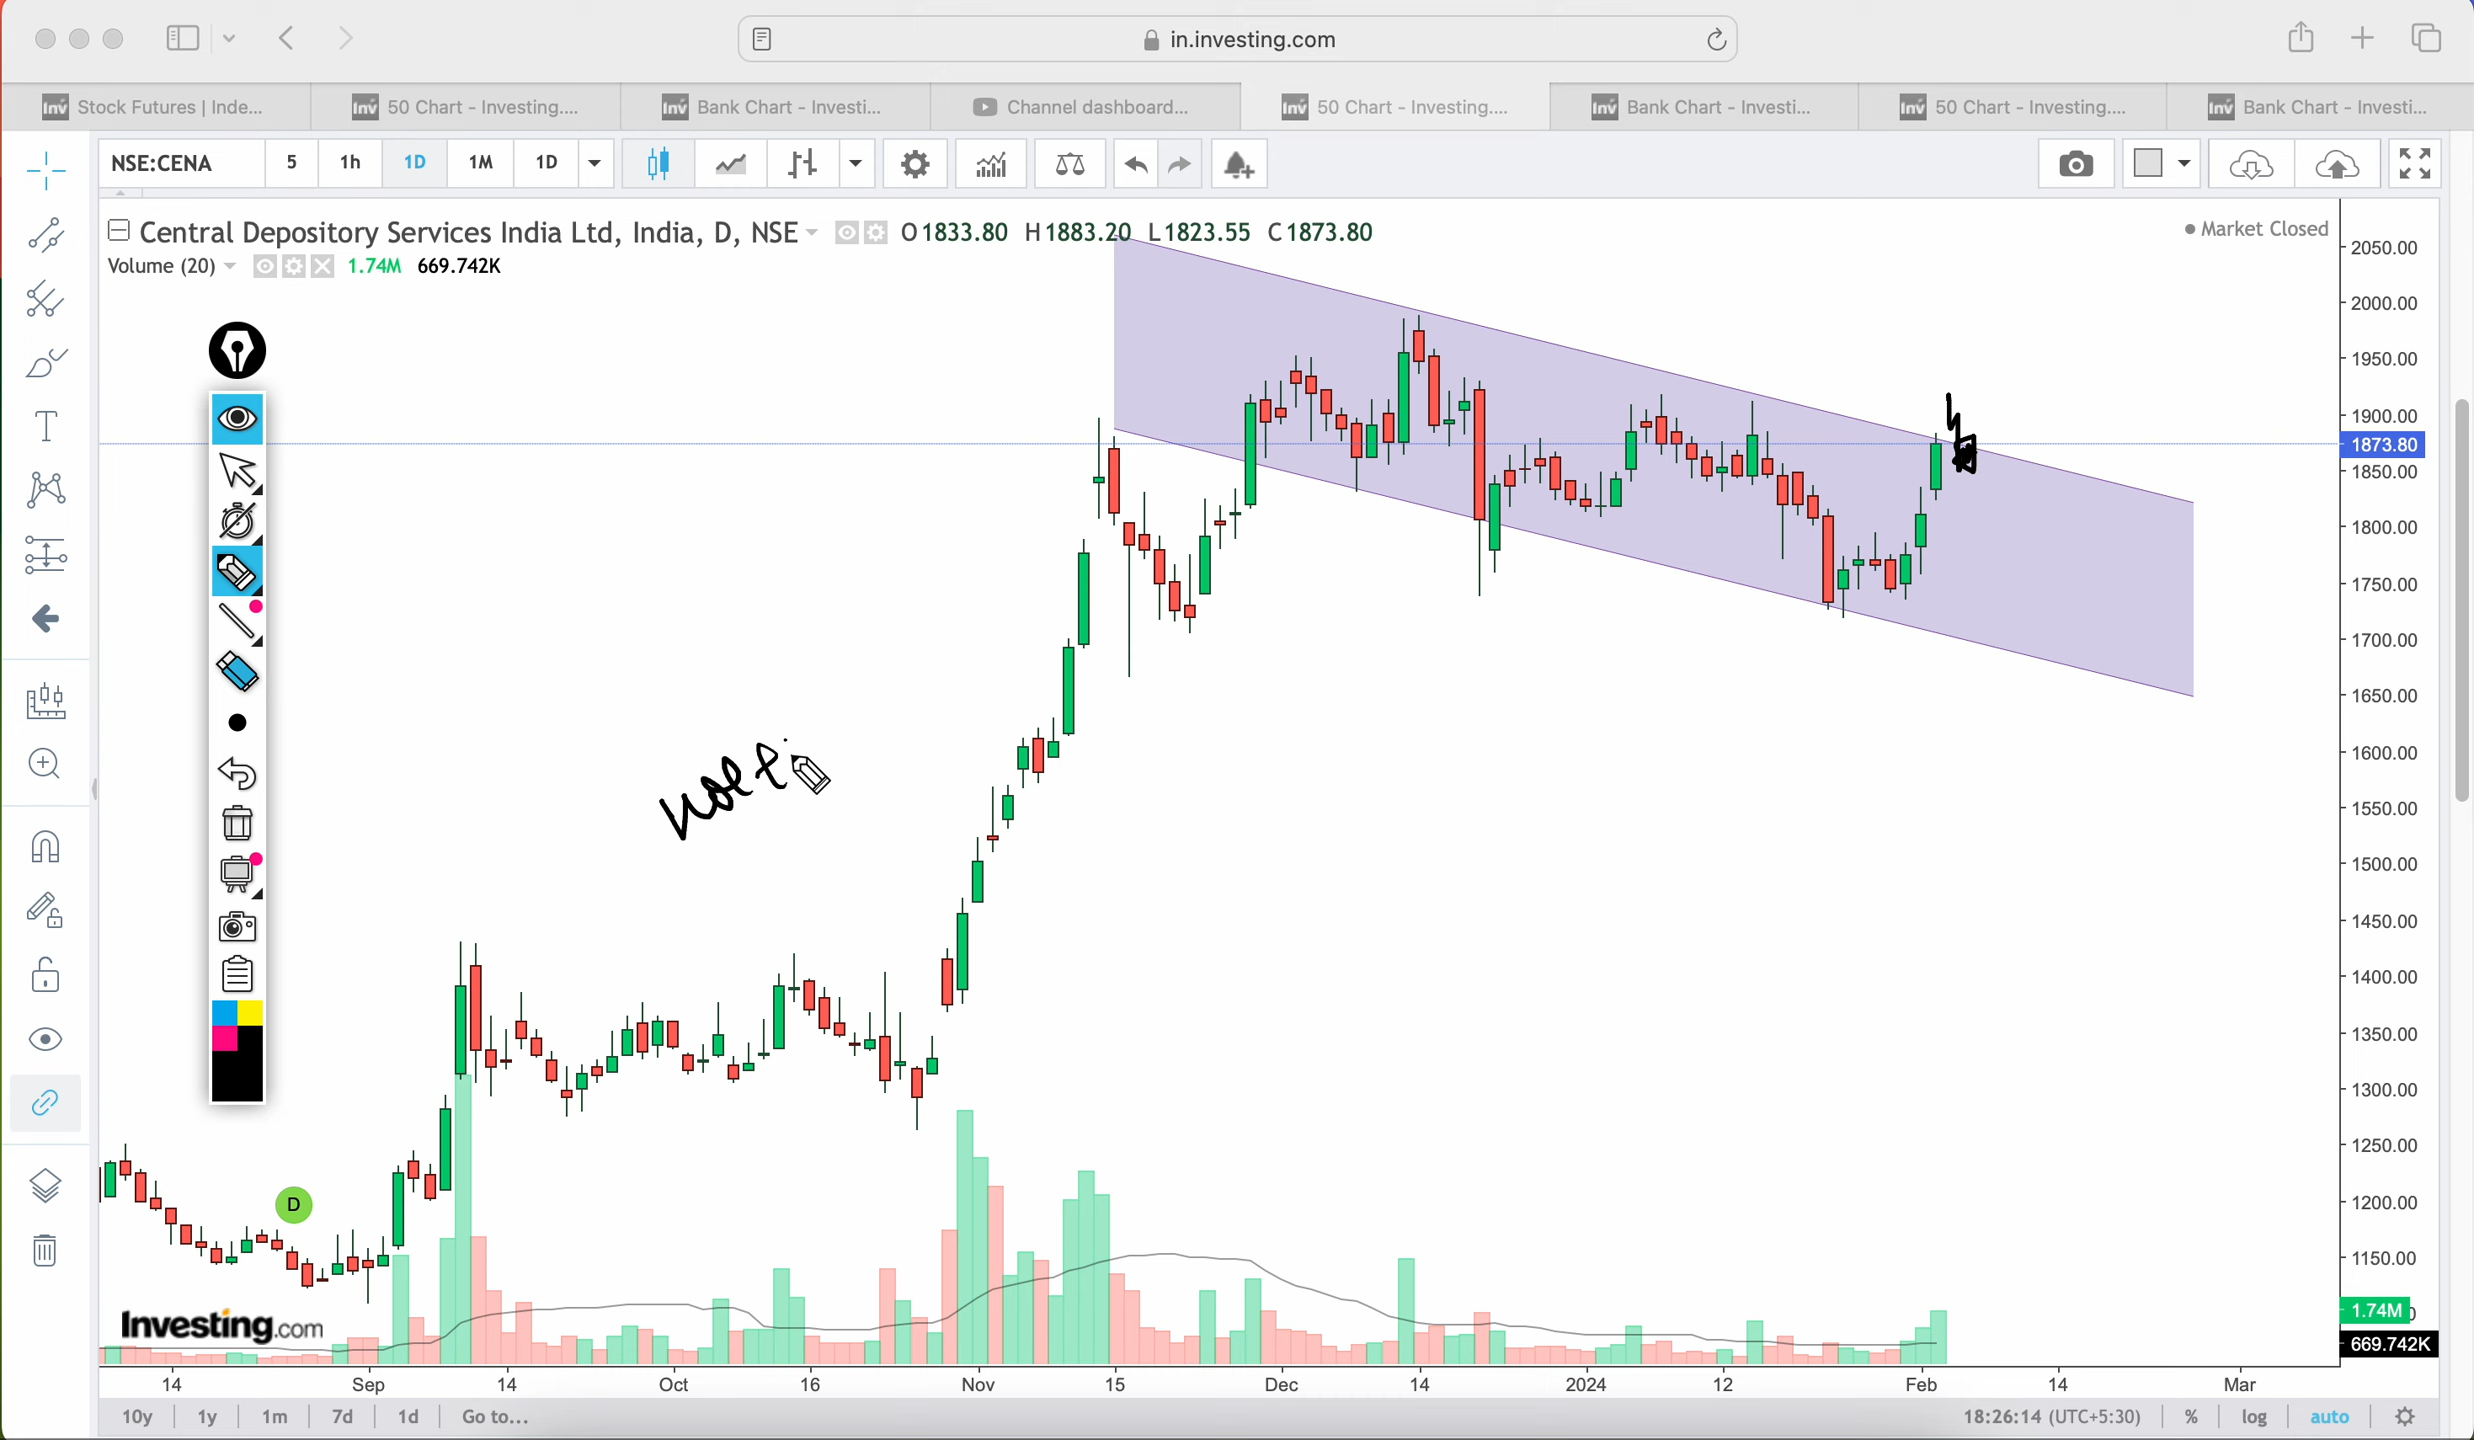 in.investing.com
Stock Futures | Inde...
50 Chart - Investing....
Bank Chart - Investi...
Channel dashboard...
50 Chart - Investing....
Bank Chart - Investi...
50 Chart - Investing....
Bank Chart - Investi...
NSE:CENA 5 1h 1D 1M 1D
Central Depository Services India Ltd, India, D, NSE O1833.80 H1883.20 L1823.55 C1873.80
Market Closed
Volume (20) 1.74M 669.742K
2050.00
2000.00
1950.00
1900.00
1873.80
1850.00
1800.00
1750.00
1700.00
1650.00
1600.00
1550.00
1500.00
1450.00
1400.00
1350.00
1300.00
1250.00
1200.00
1150.00
1.74M
669.742K
D
Investing.com
14 Sep 14 Oct 16 Nov 15 Dec 14 2024 12 Feb 14 Mar
10y 1y 1m 7d 1d Go to... 18:26:14 (UTC+5:30) % log auto